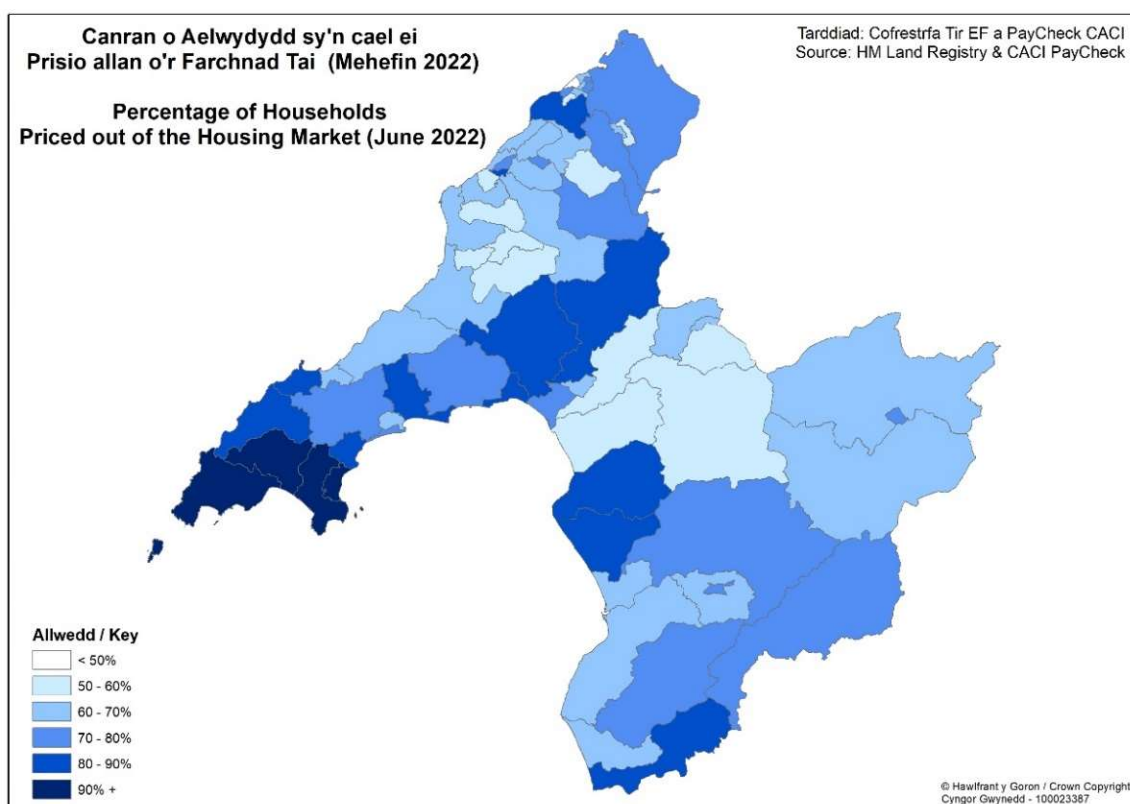 Canran o Aelwydydd sy'n cael ei
Prisio allan o'r Farchnad Tai (Mehefin 2022)
Percentage of Households
Priced out of the Housing Market (June 2022)
Tarddiad: Cofrestrfa Tir EF a PayCheck CACI
Source: HM Land Registry & CACI PayCheck
Allwedd / Key
< 50%
50 - 60%
60 - 70%
70 - 80%
80 - 90%
90% +
© Hawlfraint y Goron / Crown Copyright
Cyngor Gwynedd - 100023387